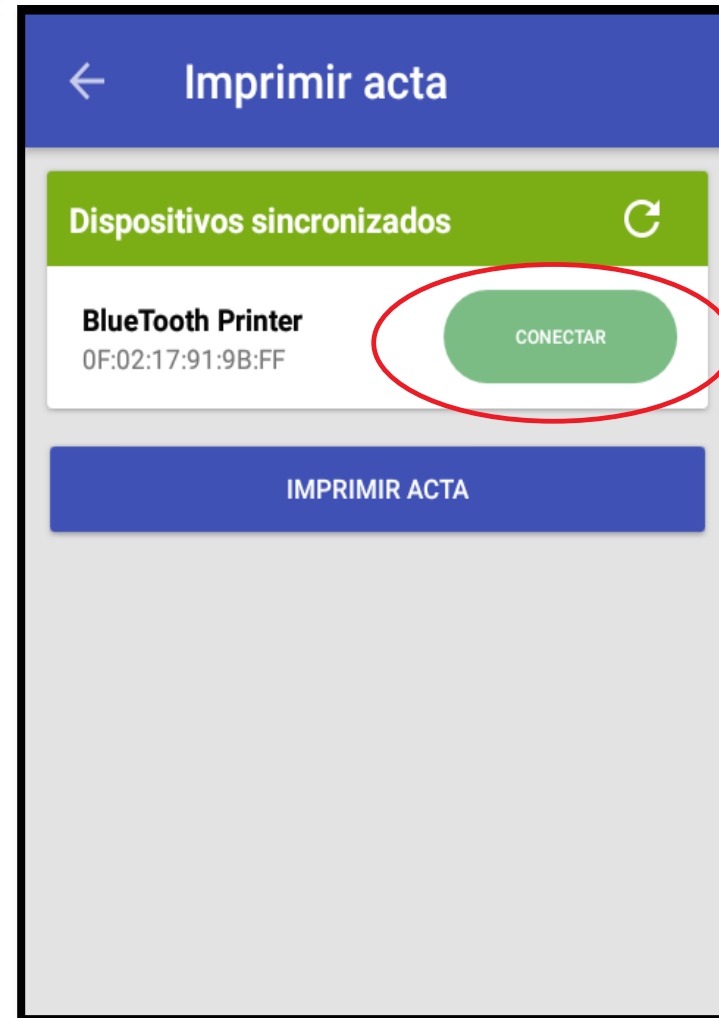 Imprimir acta
Dispositivos sincronizados
BlueTooth Printer
0F:02:17:91:9B:FF
CONECTAR
IMPRIMIR ACTA